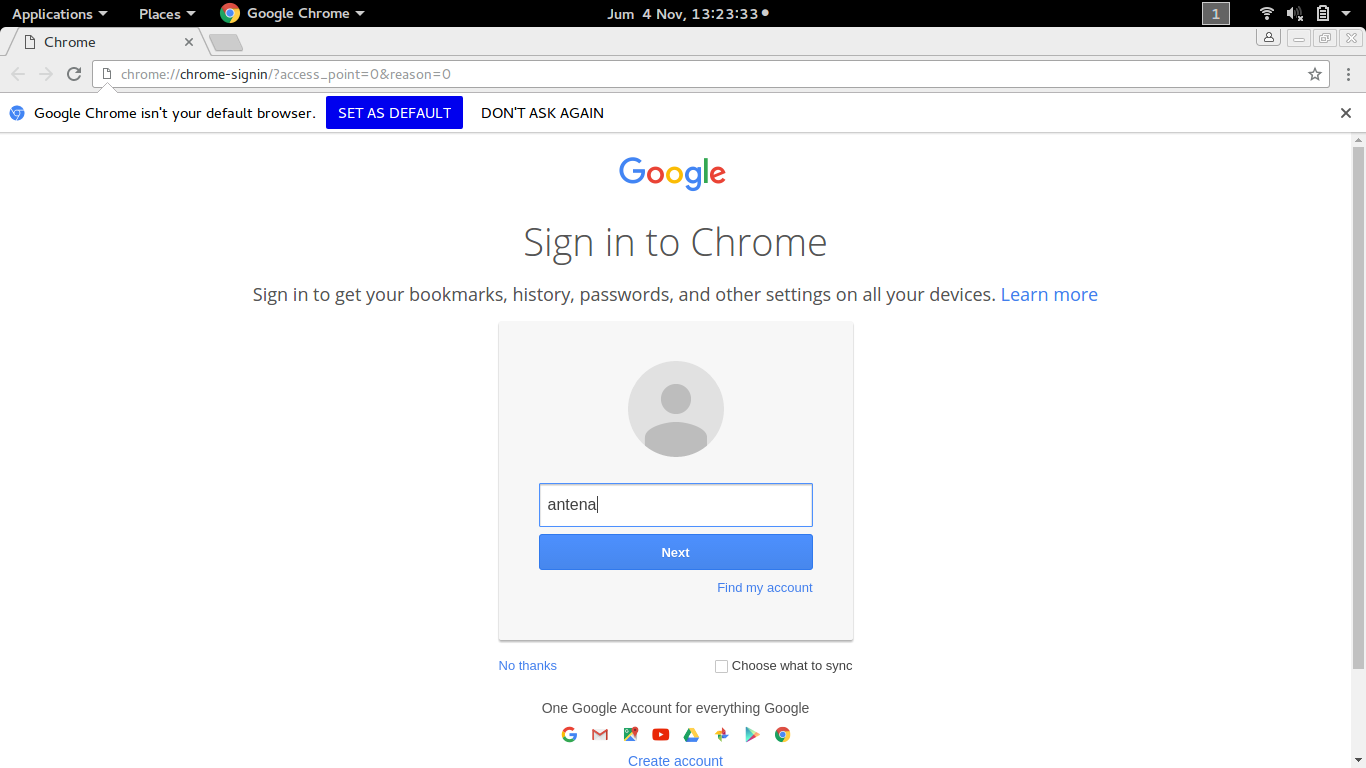 Applications Places Google Chrome Jum 4 Nov, 13:23:33 1
Chrome
chrome://chrome-signin/?access_point=0&reason=0
Google Chrome isn't your default browser. SET AS DEFAULT DON'T ASK AGAIN
Google
Sign in to Chrome
Sign in to get your bookmarks, history, passwords, and other settings on all your devices. Learn more
antena
Next
Find my account
No thanks Choose what to sync
One Google Account for everything Google
Create account